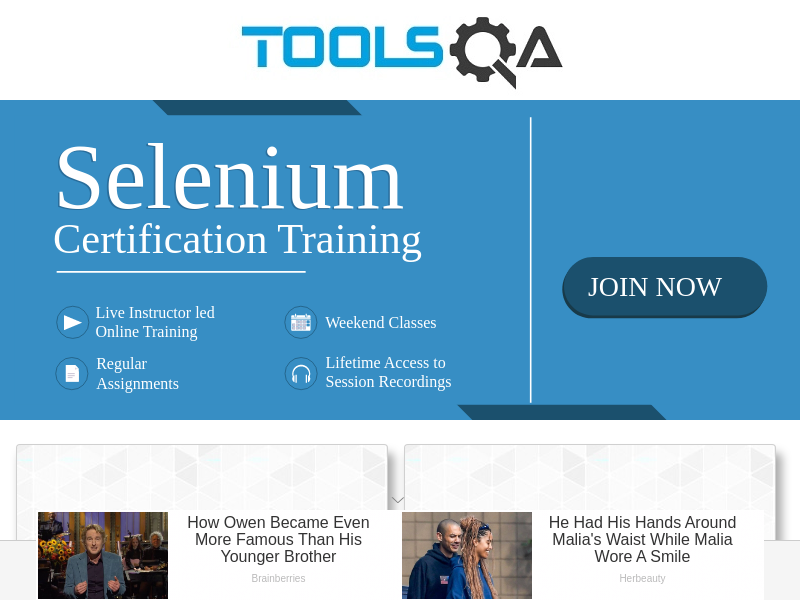 TOOLSQA
Selenium
Certification Training
Live Instructor led
Online Training
Weekend Classes
Regular
Assignments
Lifetime Access to
Session Recordings
JOIN NOW
How Owen Became Even
More Famous Than His
Younger Brother
Brainberries
He Had His Hands Around
Malia's Waist While Malia
Wore A Smile
Herbeauty